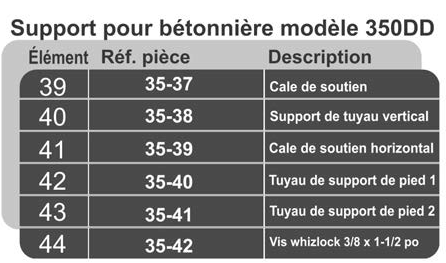 Support pour bétonnière modèle 350DD
Élément Réf. pièce Description
39 35-37 Cale de soutien
40 35-38 Support de tuyau vertical
41 35-39 Cale de soutien horizontal
42 35-40 Tuyau de support de pied 1
43 35-41 Tuyau de support de pied 2
44 35-42 Vis whizlock 3/8 x 1-1/2 po